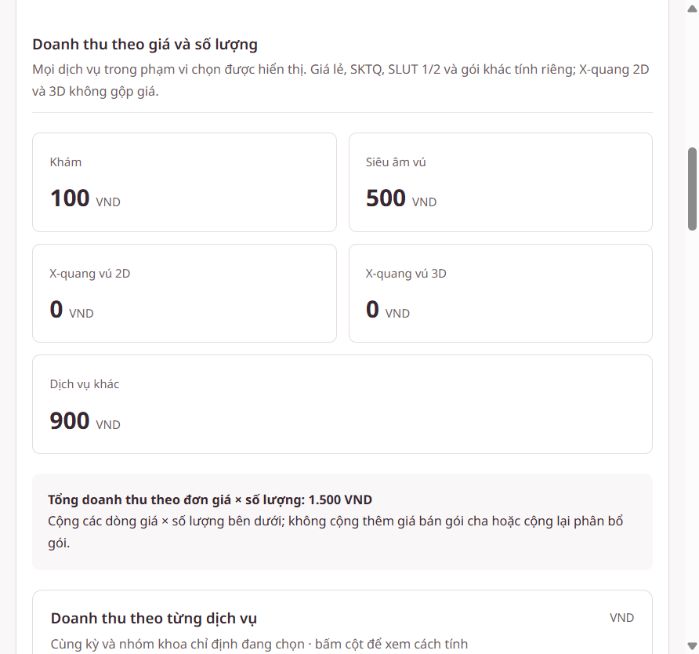 Doanh thu theo giá và số lượng
Mọi dịch vụ trong phạm vi chọn được hiển thị. Giá lẻ, SKTQ, SLUT 1/2 và gói khác tính riêng; X-quang 2D
và 3D không gộp giá.
Khám
100 VND
Siêu âm vú
500 VND
X-quang vú 2D
0 VND
X-quang vú 3D
0 VND
Dịch vụ khác
900 VND
Tổng doanh thu theo đơn giá × số lượng: 1.500 VND
Cộng các dòng giá × số lượng bên dưới; không cộng thêm giá bán gói cha hoặc cộng lại phân bổ
gói.
Doanh thu theo từng dịch vụ
VND
Cùng kỳ và nhóm khoa chỉ định đang chọn · bấm cột để xem cách tính